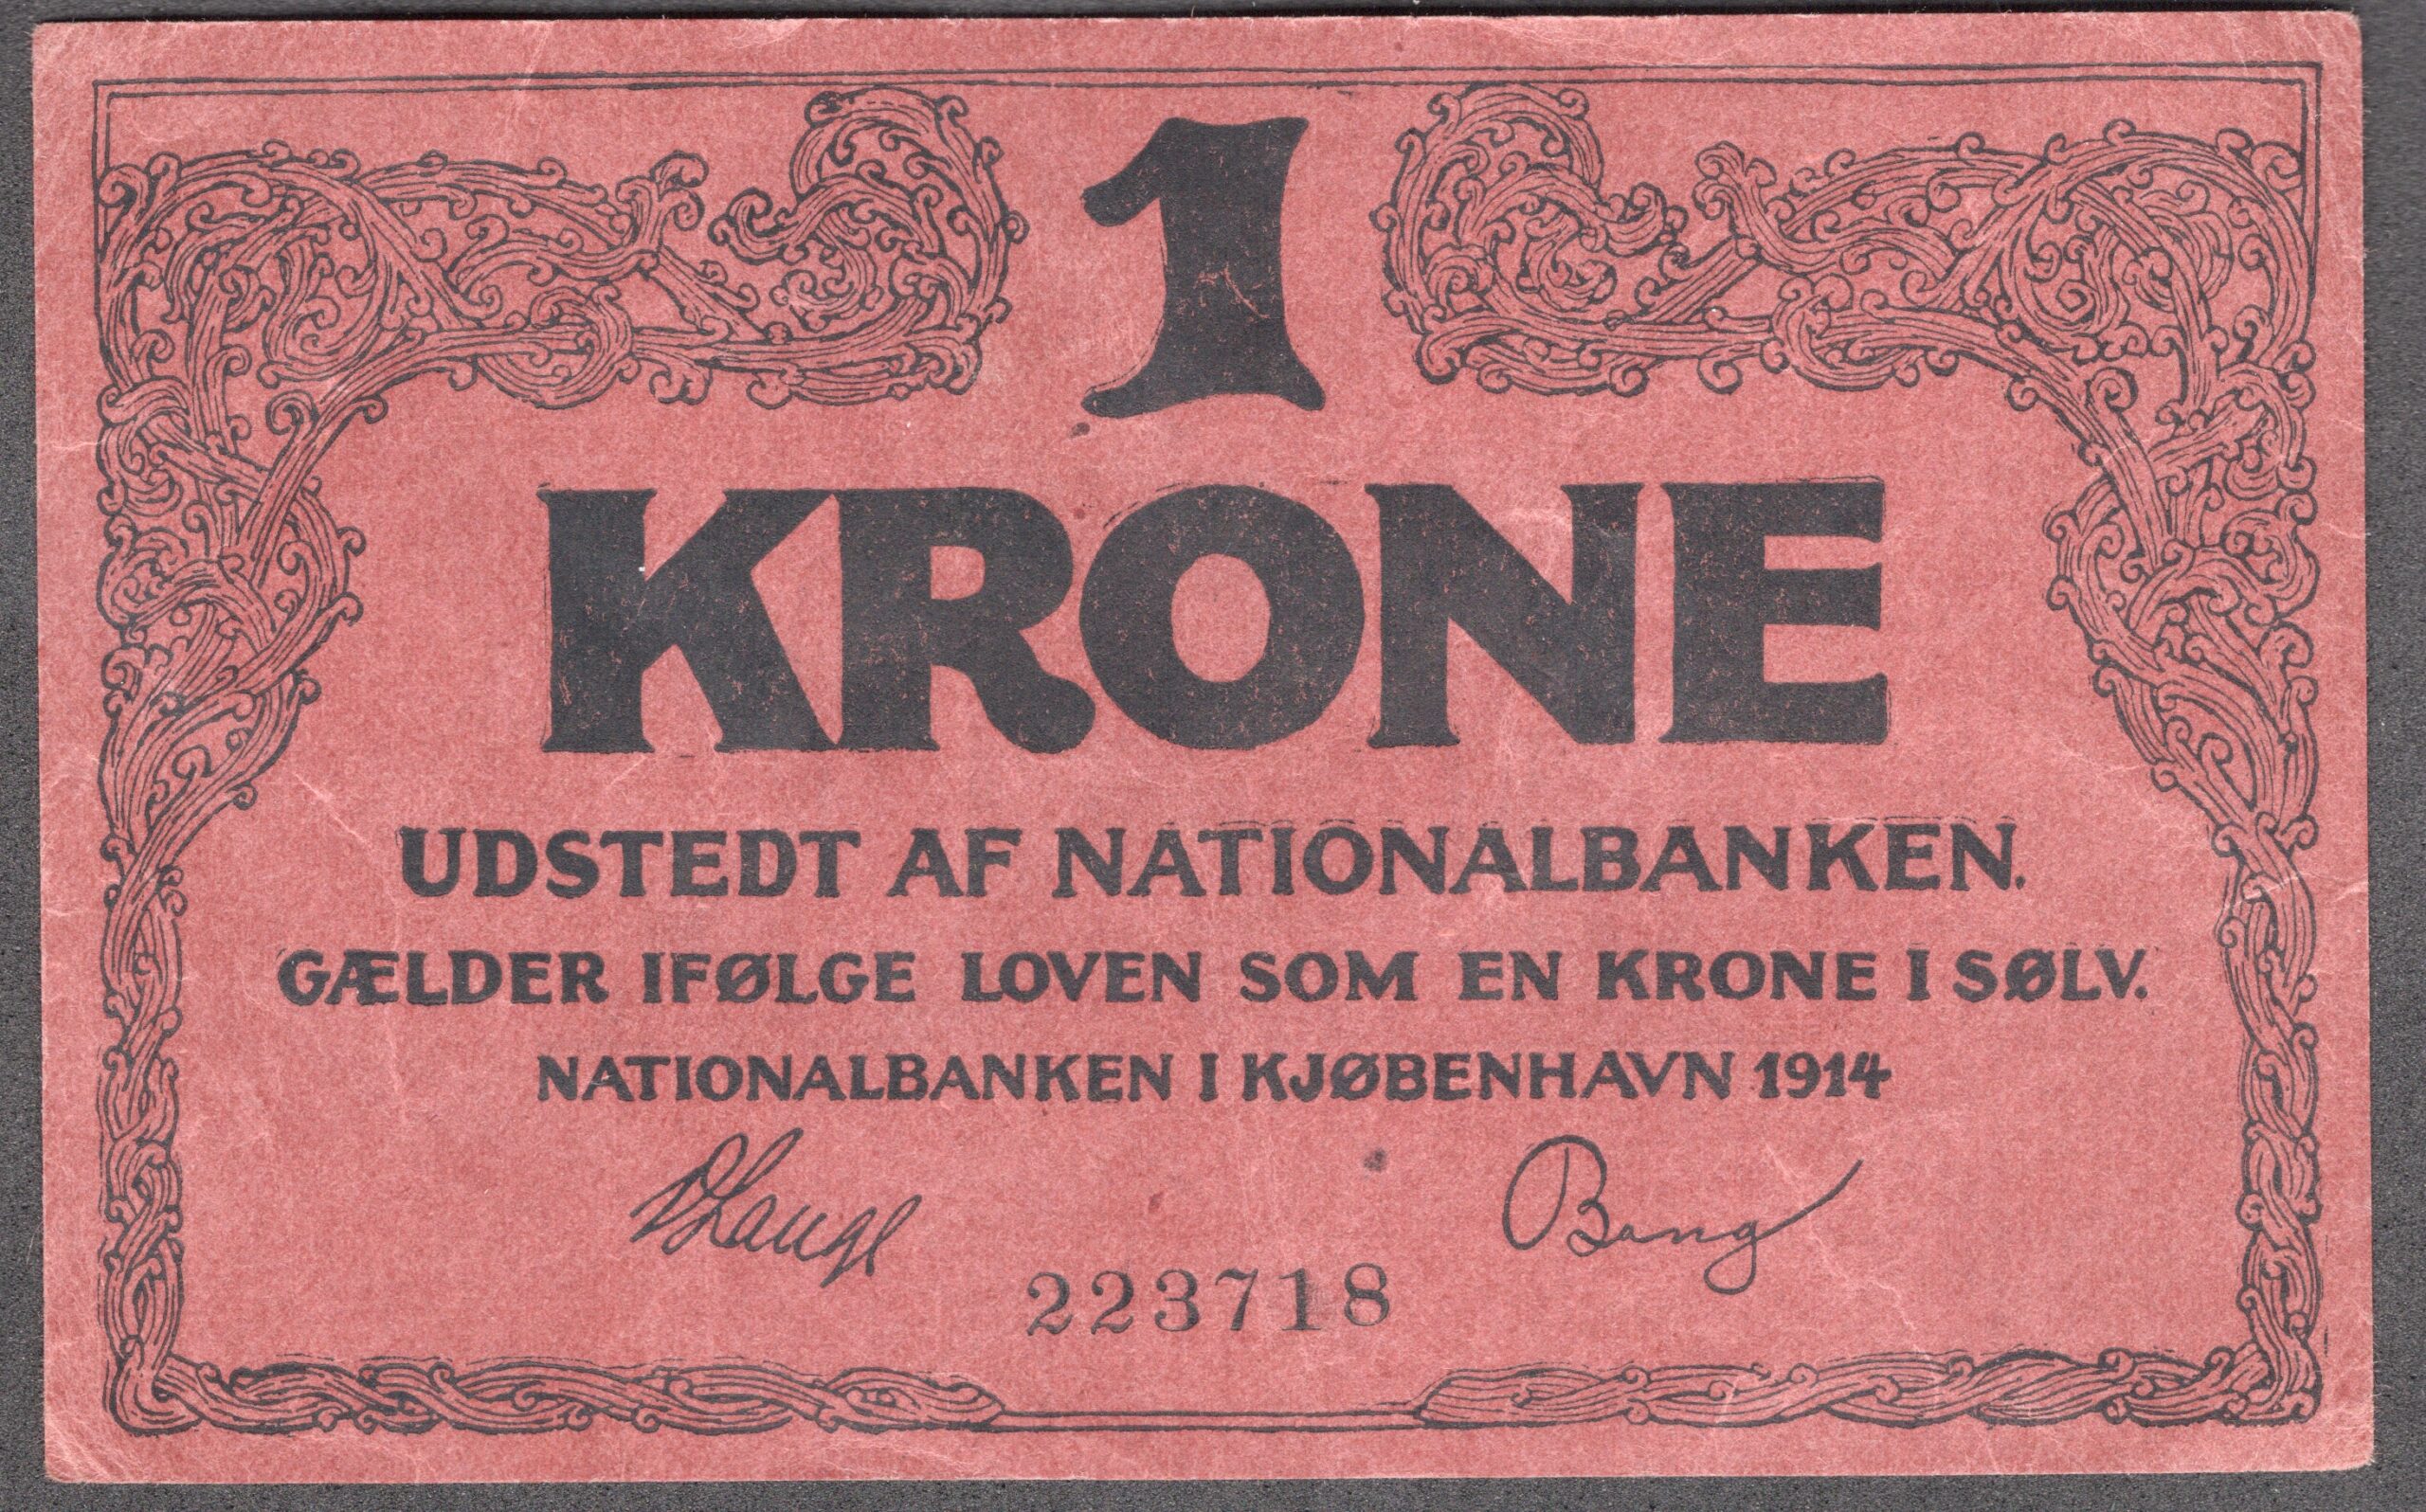 1
KRONE
UDSTEDT AF NATIONALBANKEN.
GÆLDER IFØLGE LOVEN SOM EN KRONE I SØLV.
NATIONALBANKEN I KJØBENHAVN 1914
Bang
223718